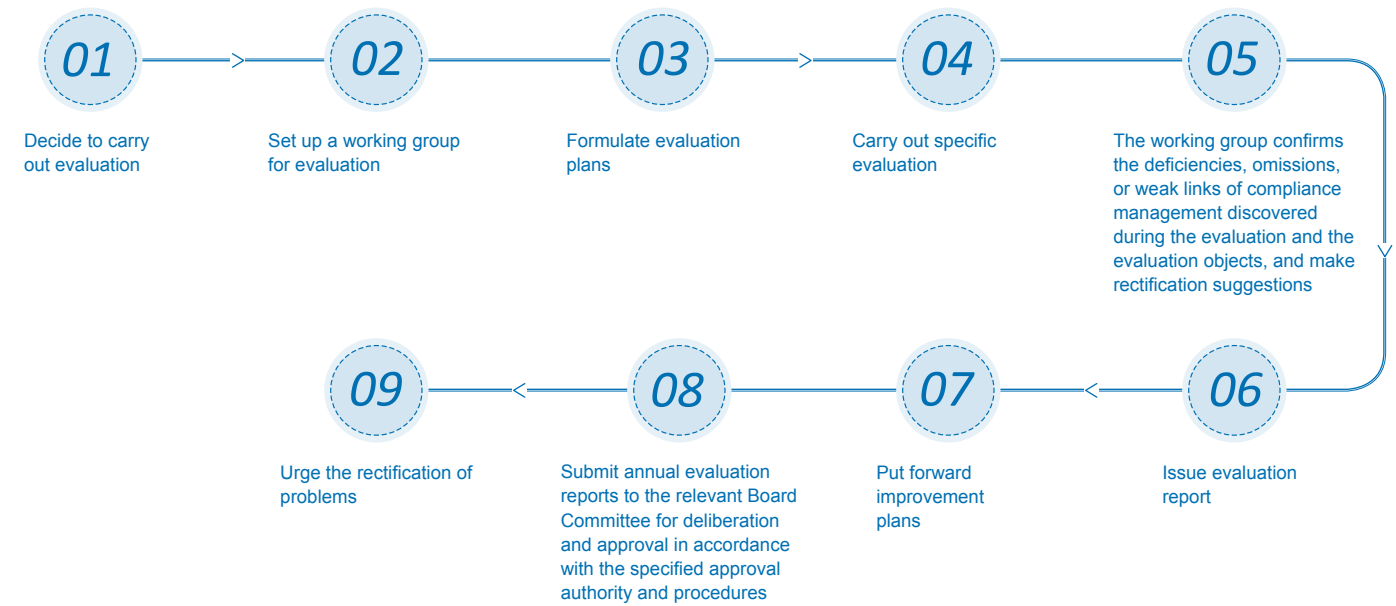 01
Decide to carry
out evaluation
02
Set up a working group
for evaluation
03
Formulate evaluation
plans
04
Carry out specific
evaluation
05
The working group confirms
the deficiencies, omissions,
or weak links of compliance
management discovered
during the evaluation and the
evaluation objects, and make
rectification suggestions
06
Issue evaluation
report
07
Put forward
improvement
plans
08
Submit annual evaluation
reports to the relevant Board
Committee for deliberation
and approval in accordance
with the specified approval
authority and procedures
09
Urge the rectification of
problems